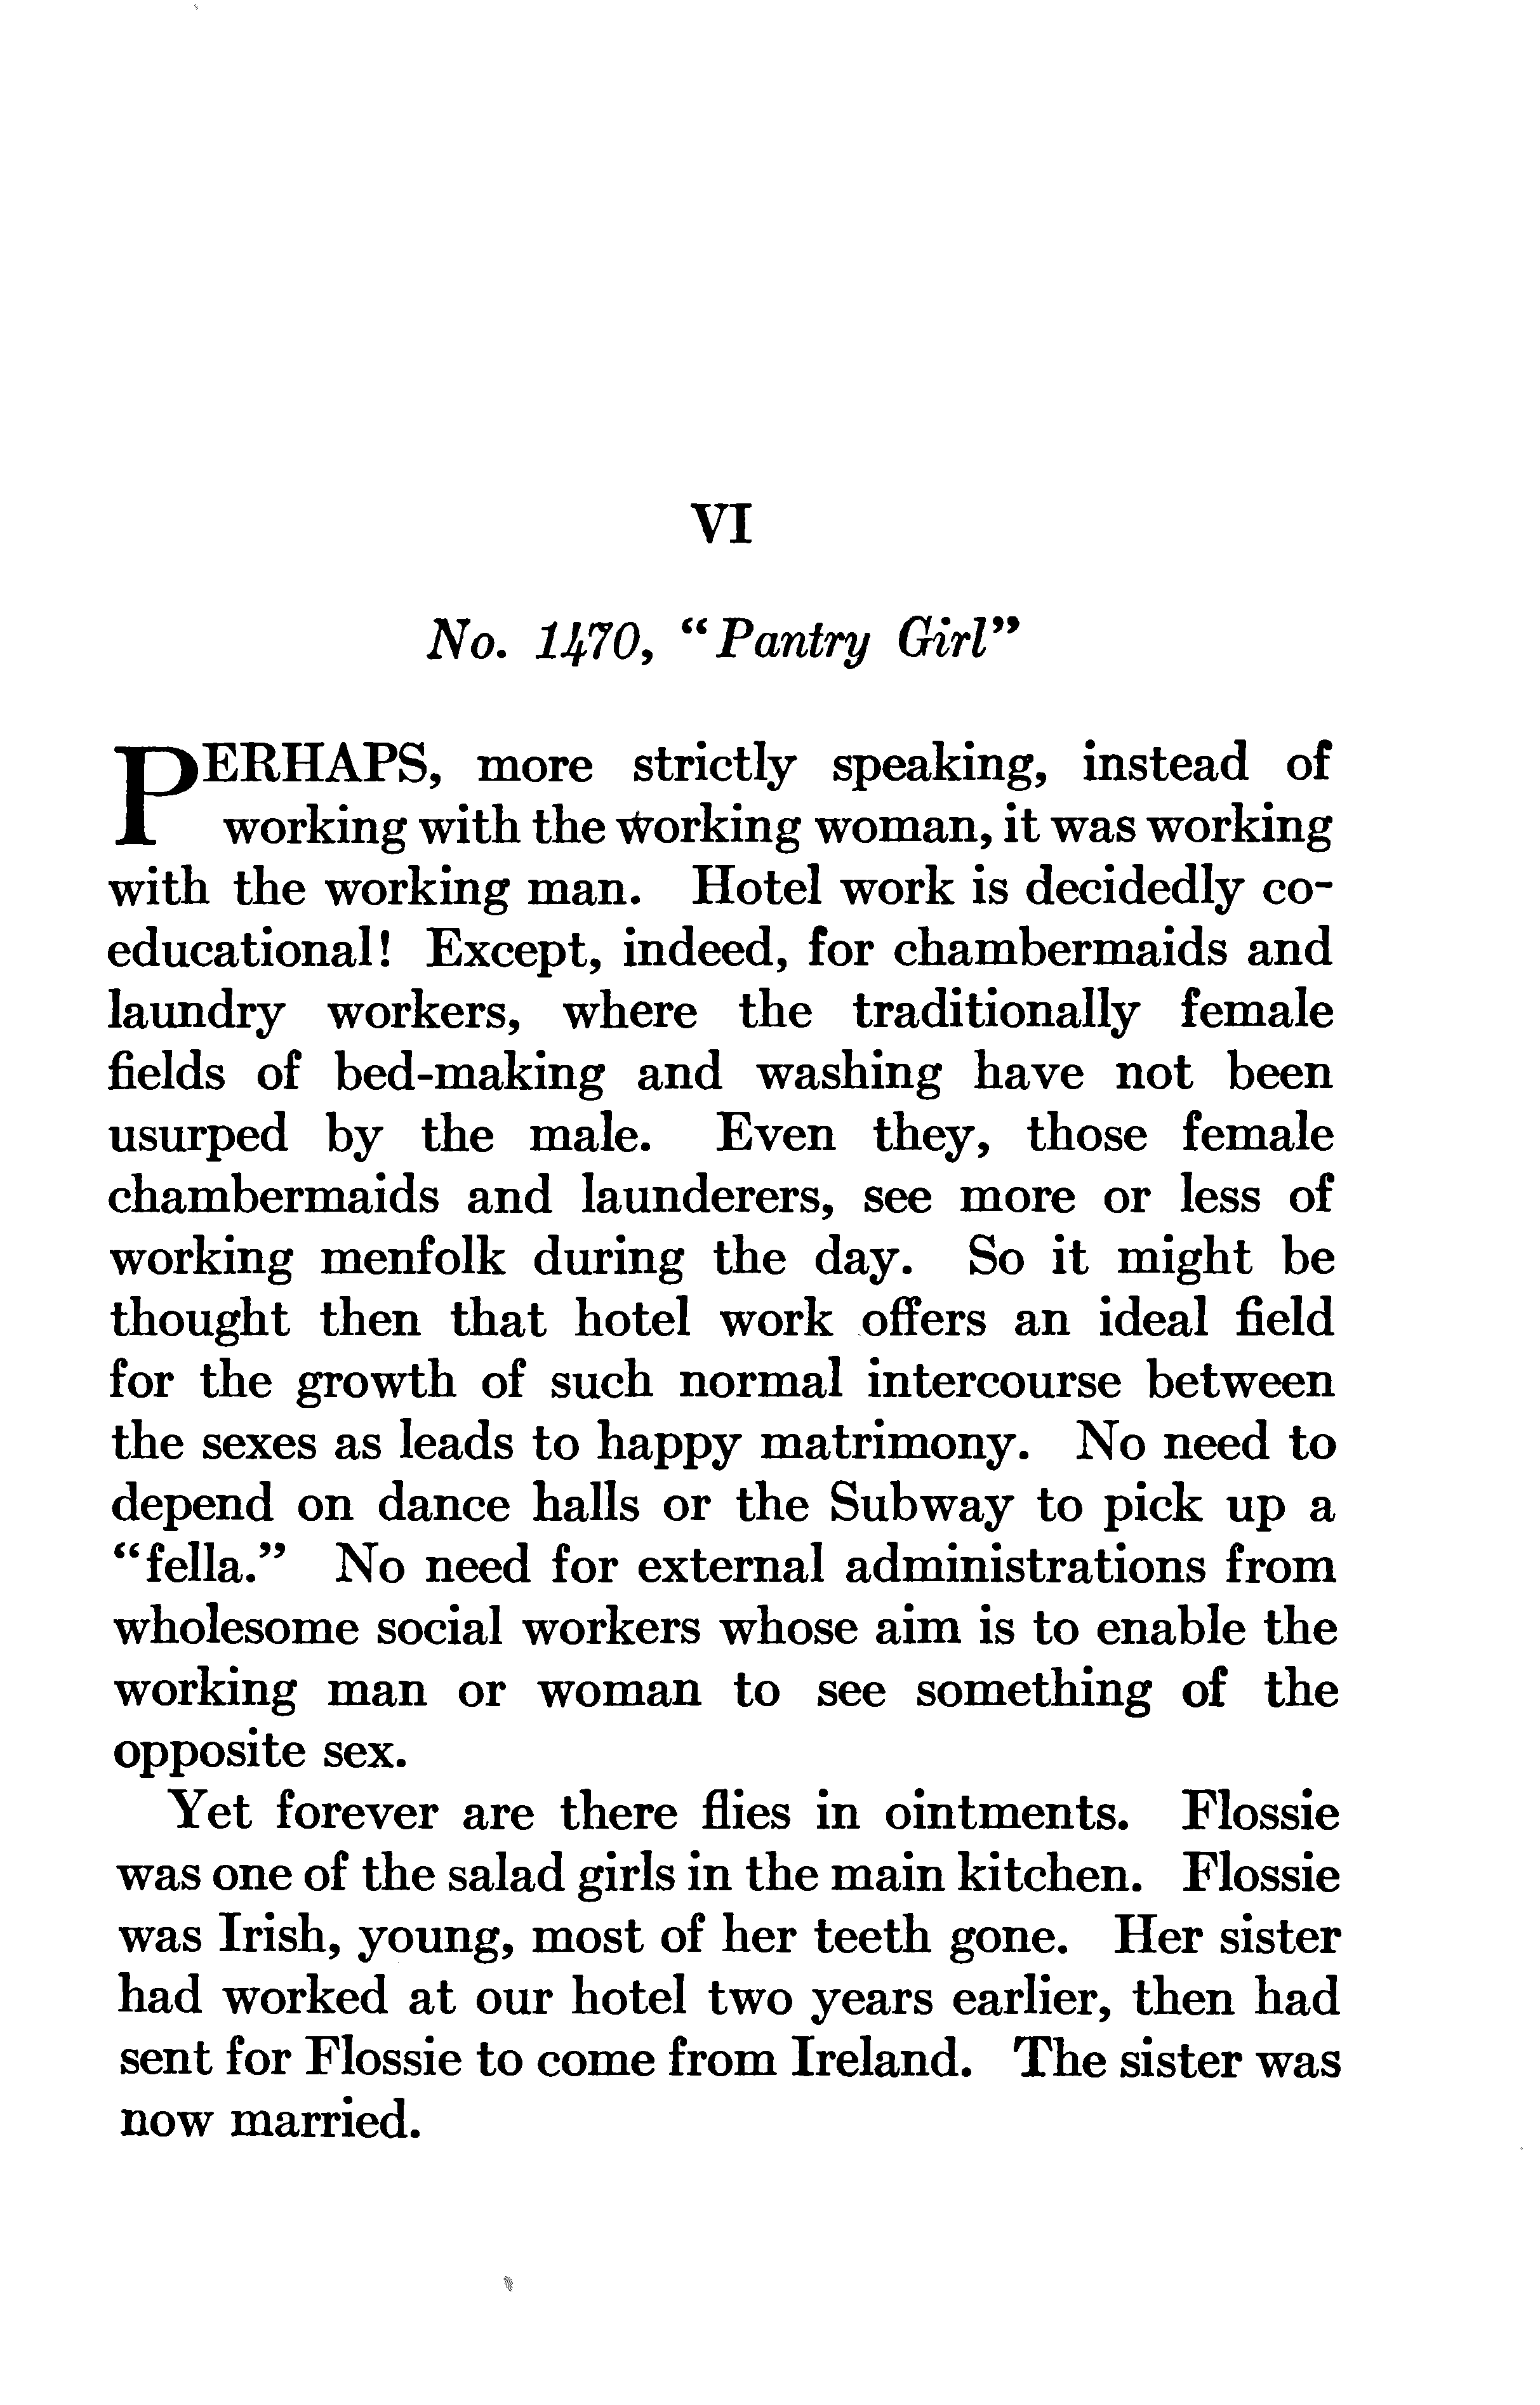 VI
No. 1470, “Pantry Girl”
PERHAPS, more strictly speaking, instead of
working with the working woman, it was working
with the working man. Hotel work is decidedly co-
educational! Except, indeed, for chambermaids and
laundry workers, where the traditionally female
fields of bed-making and washing have not been
usurped by the male. Even they, those female
chambermaids and launderers, see more or less of
working menfolk during the day. So it might be
thought then that hotel work offers an ideal field
for the growth of such normal intercourse between
the sexes as leads to happy matrimony. No need to
depend on dance halls or the Subway to pick up a
“fella.” No need for external administrations from
wholesome social workers whose aim is to enable the
working man or woman to see something of the
opposite sex.
Yet forever are there flies in ointments. Flossie
was one of the salad girls in the main kitchen. Flossie
was Irish, young, most of her teeth gone. Her sister
had worked at our hotel two years earlier, then had
sent for Flossie to come from Ireland. The sister was
now married.